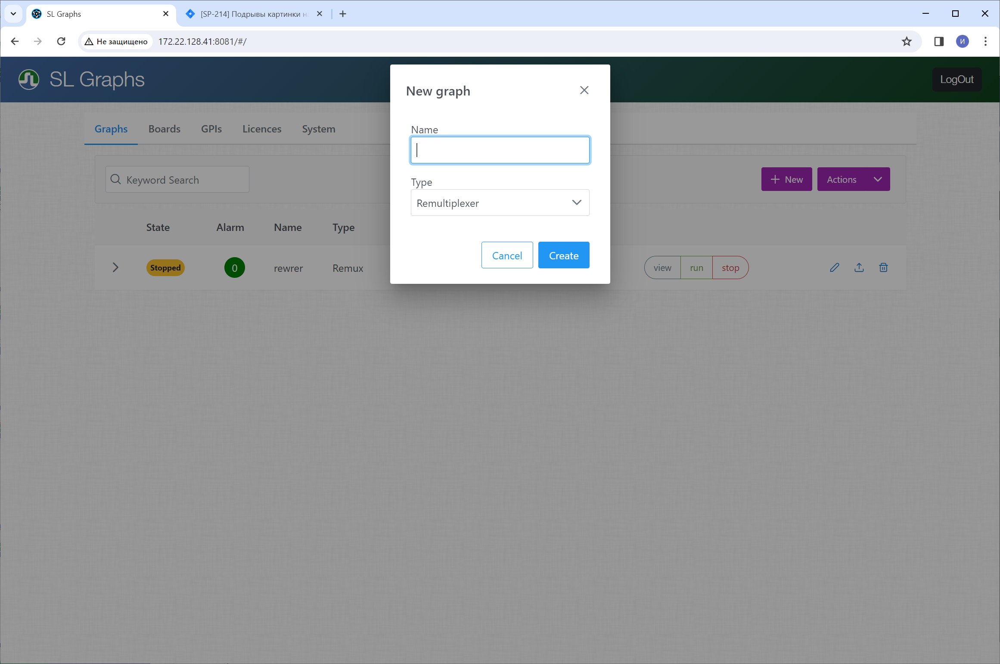 SL Graphs
[SP-214] Подрывы картинки на
Не защищено
172.22.128.41:8081/#/
И
SL Graphs
LogOut
New graph
Graphs
Boards
GPIs
Licences
System
Name
Keyword Search
New
Actions
Type
Remultiplexer
State
Alarm
Name
Type
Cancel
Create
Stopped
0
rewrer
Remux
view
run
stop